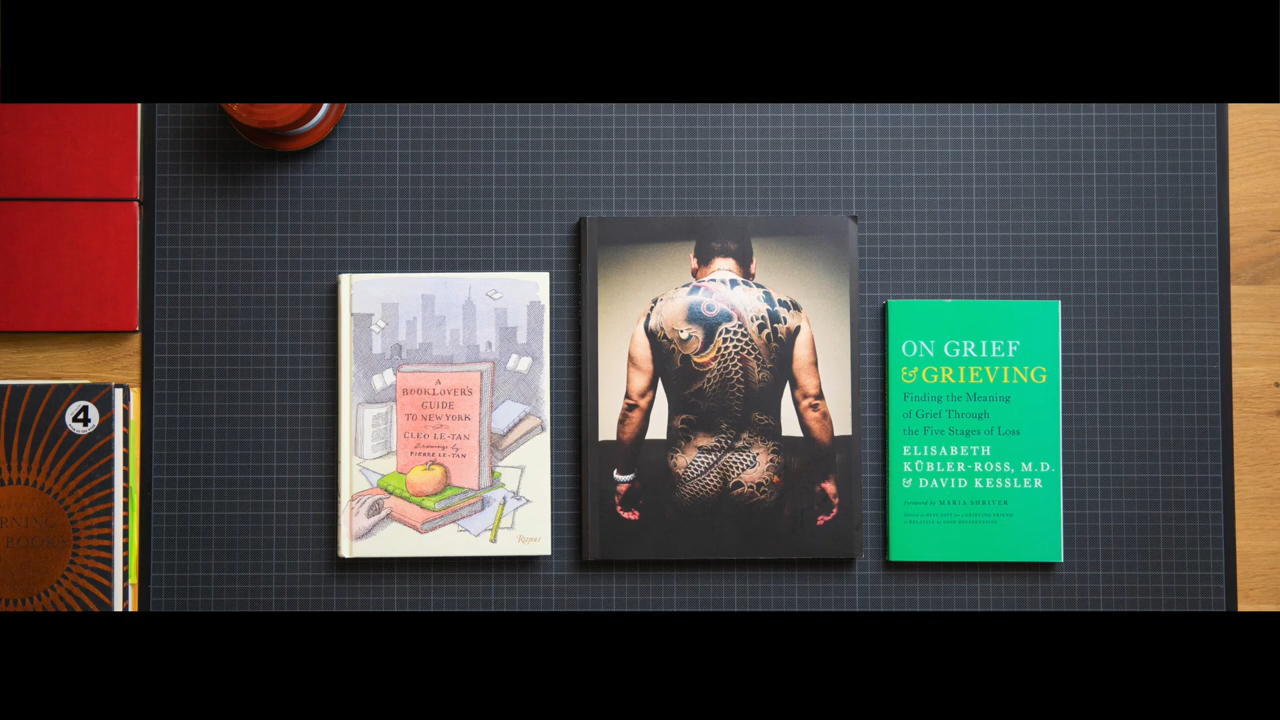 4
RNING
BOOKS
A
BOOKLOVER'S
GUIDE
TO NEW YORK
CLEO LE-TAN
Drawings by
PIERRE LE-TAN
Rizzoli
ON GRIEF
& GRIEVING
Finding the Meaning
of Grief Through
the Five Stages of Loss
ELISABETH
KÜBLER-ROSS, M.D.
& DAVID KESSLER
Foreword by MARIA SHRIVER